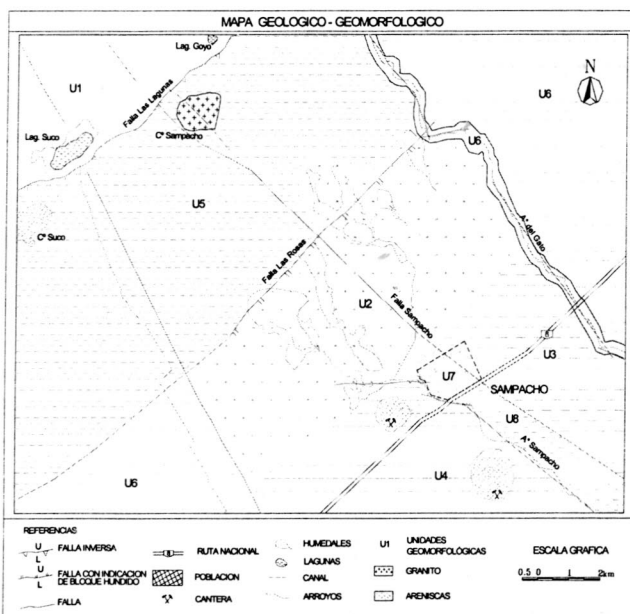 MAPA GEOLOGICO - GEOMORFOLOGICO
Lag. Goyo
N
U1
U6
Falla Las Lagunas
Lag. Suco
Cº Sampacho
U6
U5
Cº Suco
Aº del Gato
Falla Las Rosas
U2
Falla Sampacho
8
U3
U7
SAMPACHO
U8
Aº Sampacho
U6
U4
REFERENCIAS
U
FALLA INVERSA
L
U
FALLA CON INDICACION
DE BLOQUE HUNDIDO
L
FALLA
8 RUTA NACIONAL
POBLACION
CANTERA
HUMEDALES
LAGUNAS
CANAL
ARROYOS
U1 UNIDADES
GEOMORFOLÓGICAS
GRANITO
ARENISCAS
ESCALA GRAFICA
0.5 0 1 2km